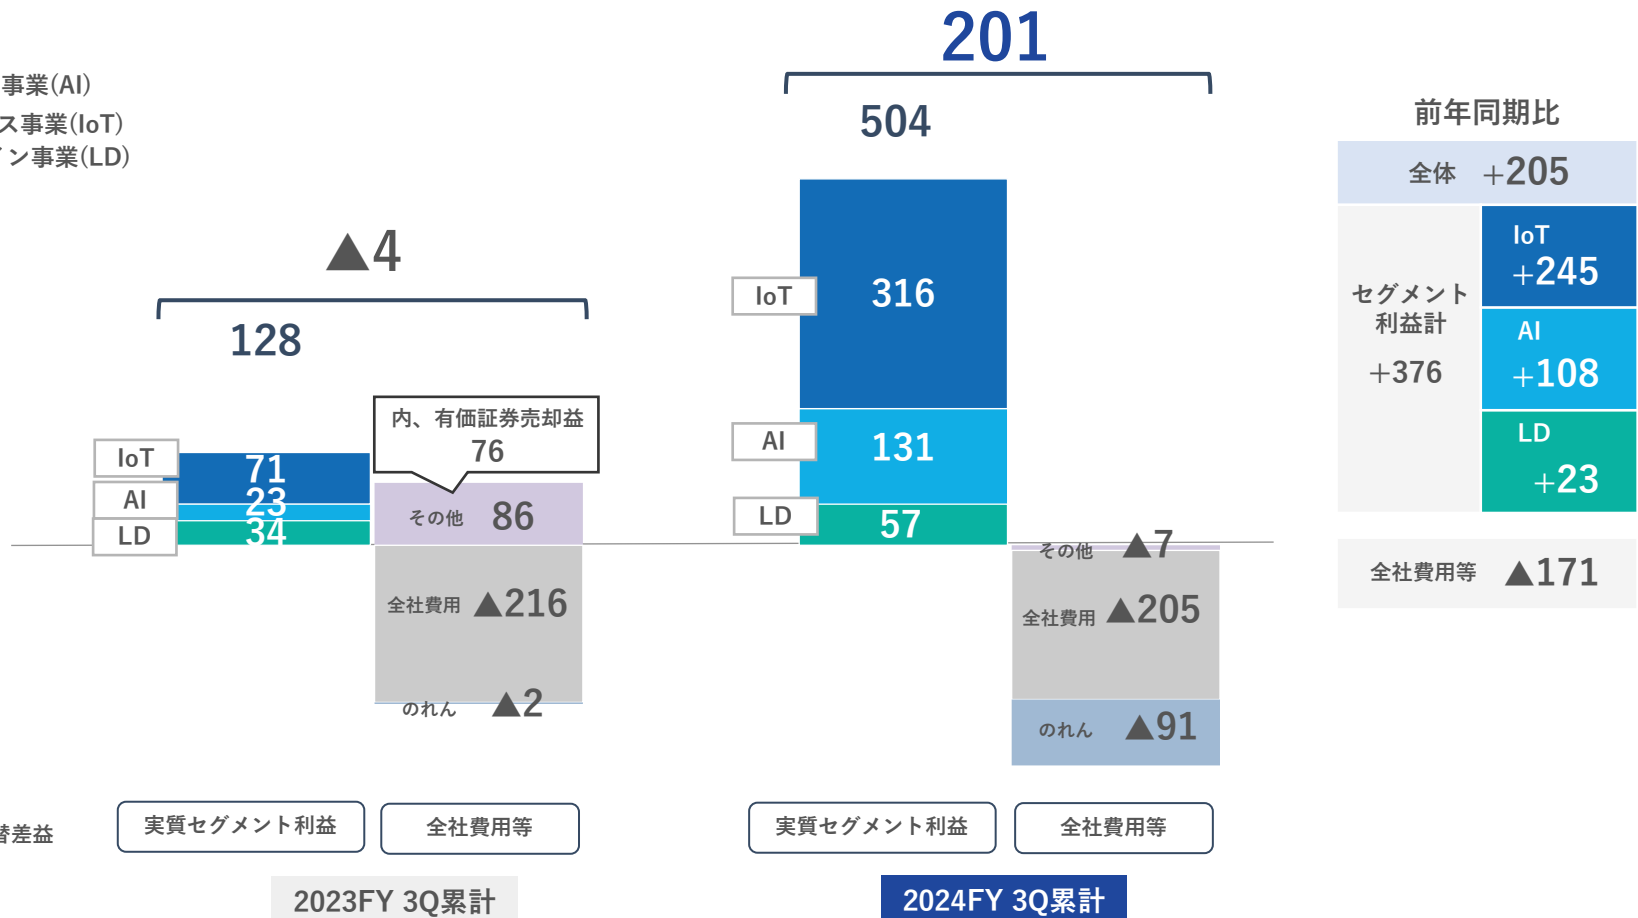 事業(AI)
ス事業(IoT)
イン事業(LD)
▲4
128
IoT
71
AI
23
LD
34
内、有価証券売却益
76
その他 86
全社費用 ▲216
のれん ▲2
実質セグメント利益
全社費用等
2023FY 3Q累計
替差益
201
504
IoT
316
AI
131
LD
57
その他 ▲7
全社費用 ▲205
のれん ▲91
実質セグメント利益
全社費用等
2024FY 3Q累計
前年同期比
全体 +205
セグメント
利益計
+376
IoT
+245
AI
+108
LD
+23
全社費用等 ▲171